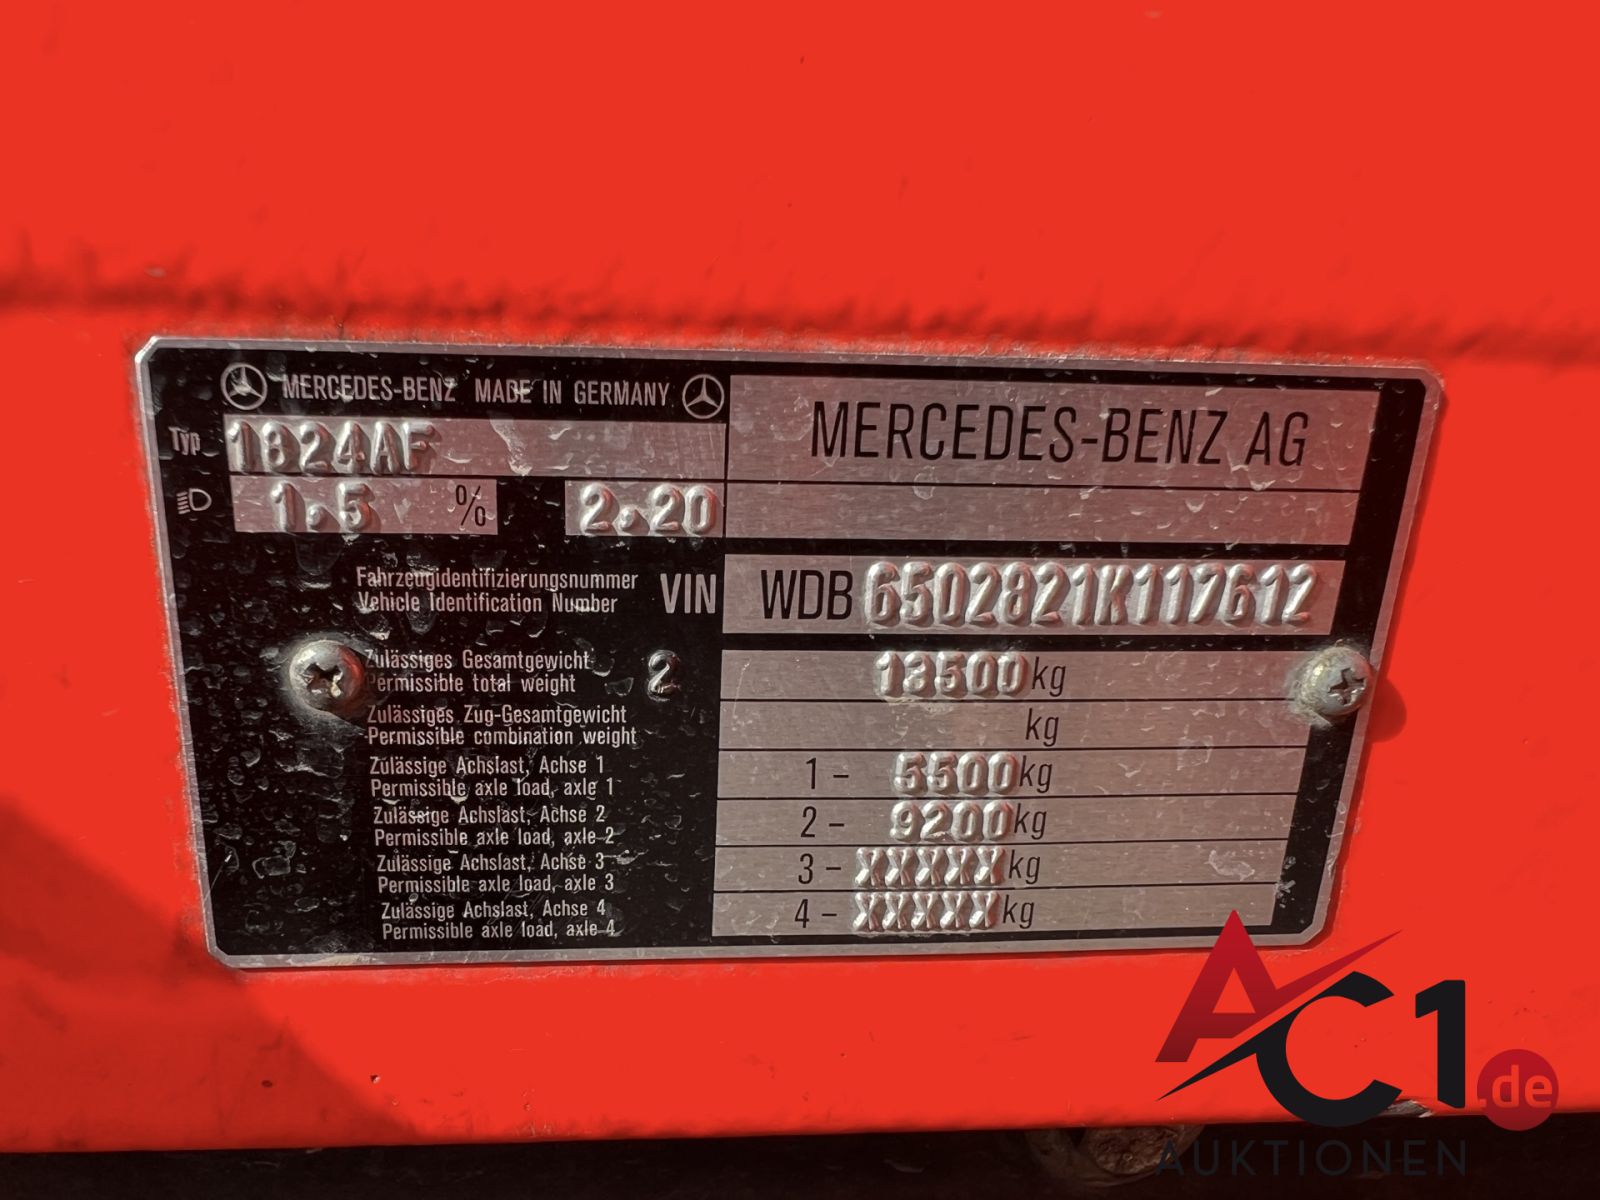 MERCEDES-BENZ MADE IN GERMANY
Typ 1824AF
1.5 % 2.20
MERCEDES-BENZ AG
Fahrzeugidentifizierungsnummer
Vehicle Identification Number
VIN WDB 6502821K117612
Zulässiges Gesamtgewicht
Permissible total weight
2 13500 kg
Zulässiges Zug-Gesamtgewicht
Permissible combination weight
kg
Zulässige Achslast, Achse 1
Permissible axle load, axle 1
1 - 5500 kg
Zulässige Achslast, Achse 2
Permissible axle load, axle 2
2 - 9200 kg
Zulässige Achslast, Achse 3
Permissible axle load, axle 3
3 - XXXXX kg
Zulässige Achslast, Achse 4
Permissible axle load, axle 4
4 - XXXXX kg
AC1.de
AUKTIONEN